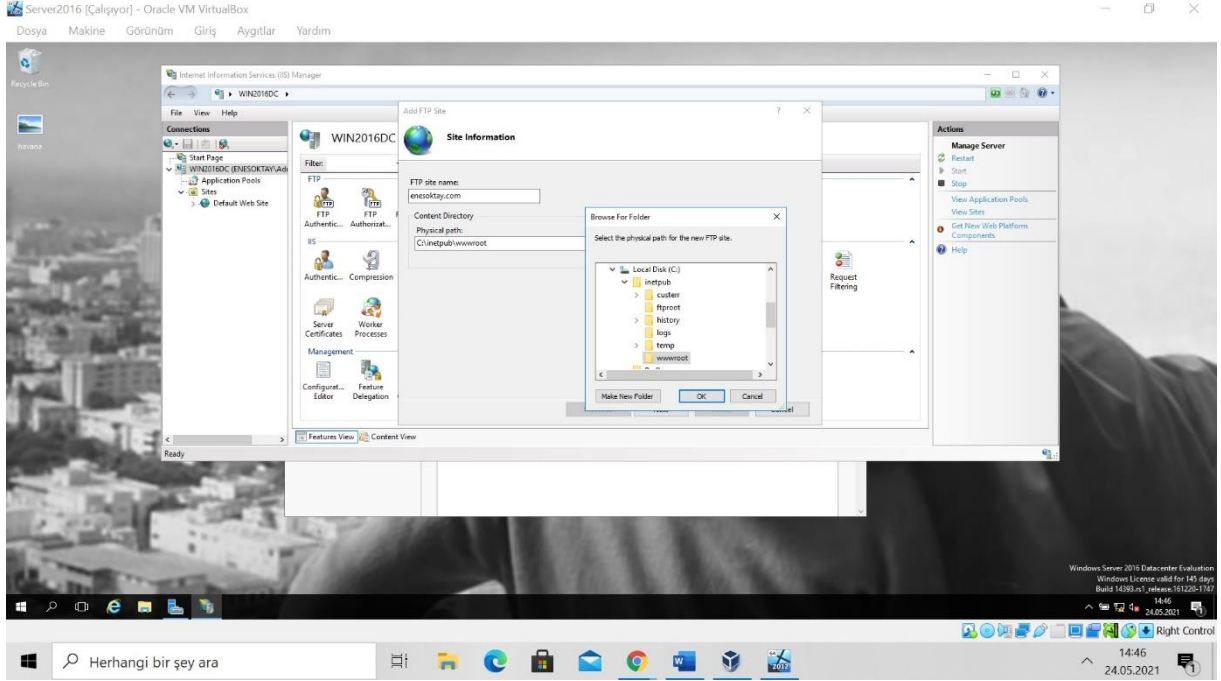 Server2016 [Çalışıyor] - Oracle VM VirtualBox
Dosya Makine Görünüm Giriş Aygıtlar Yardım
Recycle Bin
havana
Internet Information Services (IIS) Manager
WIN2016DC
File View Help
Connections
Start Page
WIN2016DC (ENESOKTAY\Ad
Application Pools
Sites
Default Web Site
WIN2016DC
Filter:
FTP
FTP Authentic...
FTP Authorizat...
IIS
Authentic...
Compression
Request Filtering
Server Certificates
Worker Processes
Management
Configurat... Editor
Feature Delegation
Features View
Content View
Ready
Add FTP Site
? ×
Site Information
FTP site name:
enesoktay.com
Content Directory
Physical path:
C:\inetpub\wwwroot
Browse For Folder
Select the physical path for the new FTP site.
Local Disk (C:)
inetpub
custerr
ftproot
history
logs
temp
wwwroot
Make New Folder
OK
Cancel
Actions
Manage Server
Restart
Start
Stop
View Application Pools
View Sites
Get New Web Platform Components
Help
Windows Server 2016 Datacenter Evaluation
Windows License valid for 145 days
Build 14393.rs1_release.161220-1747
14:46
24.05.2021
Right Control
Herhangi bir şey ara
14:46
24.05.2021